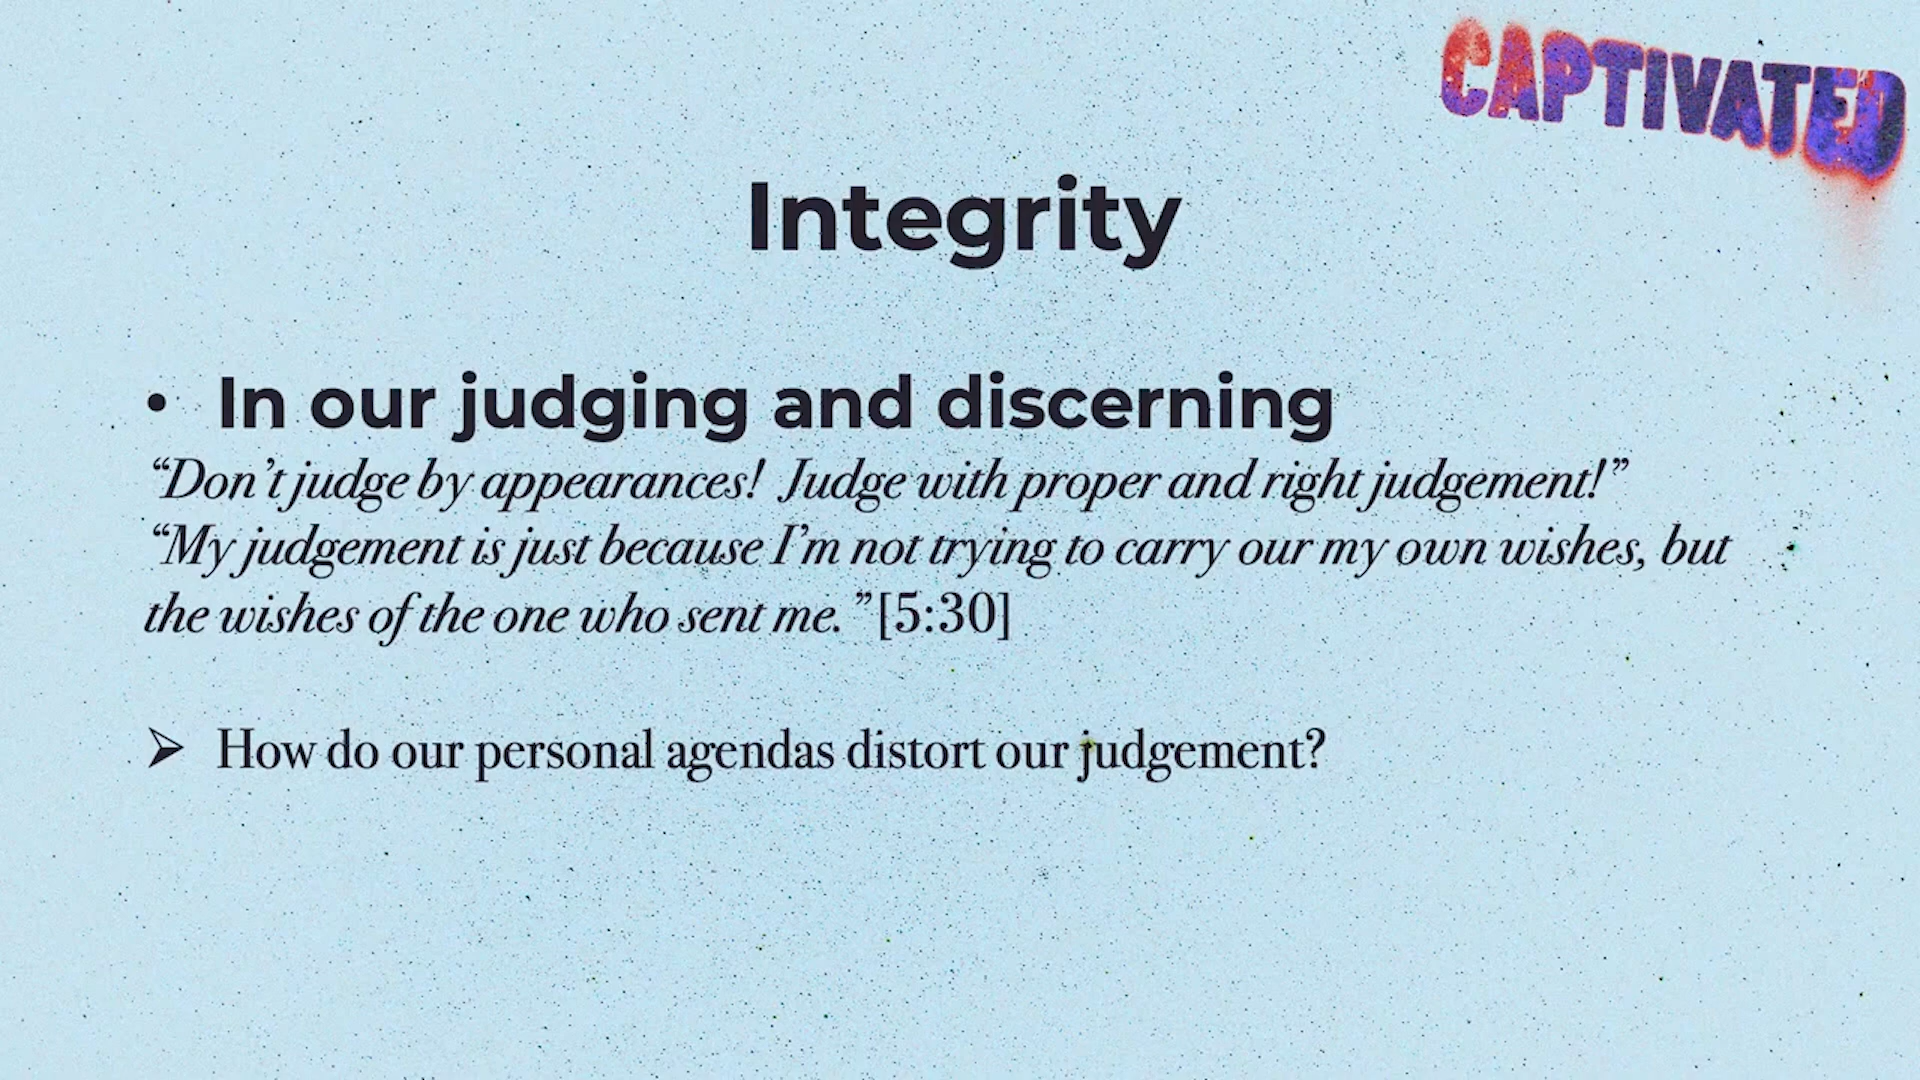 CAPTIVATED
Integrity
• In our judging and discerning
“Don’t judge by appearances!  Judge with proper and right judgement!”
“My judgement is just because I’m not trying to carry our my own wishes, but
the wishes of the one who sent me.” [5:30]
➢ How do our personal agendas distort our judgement?